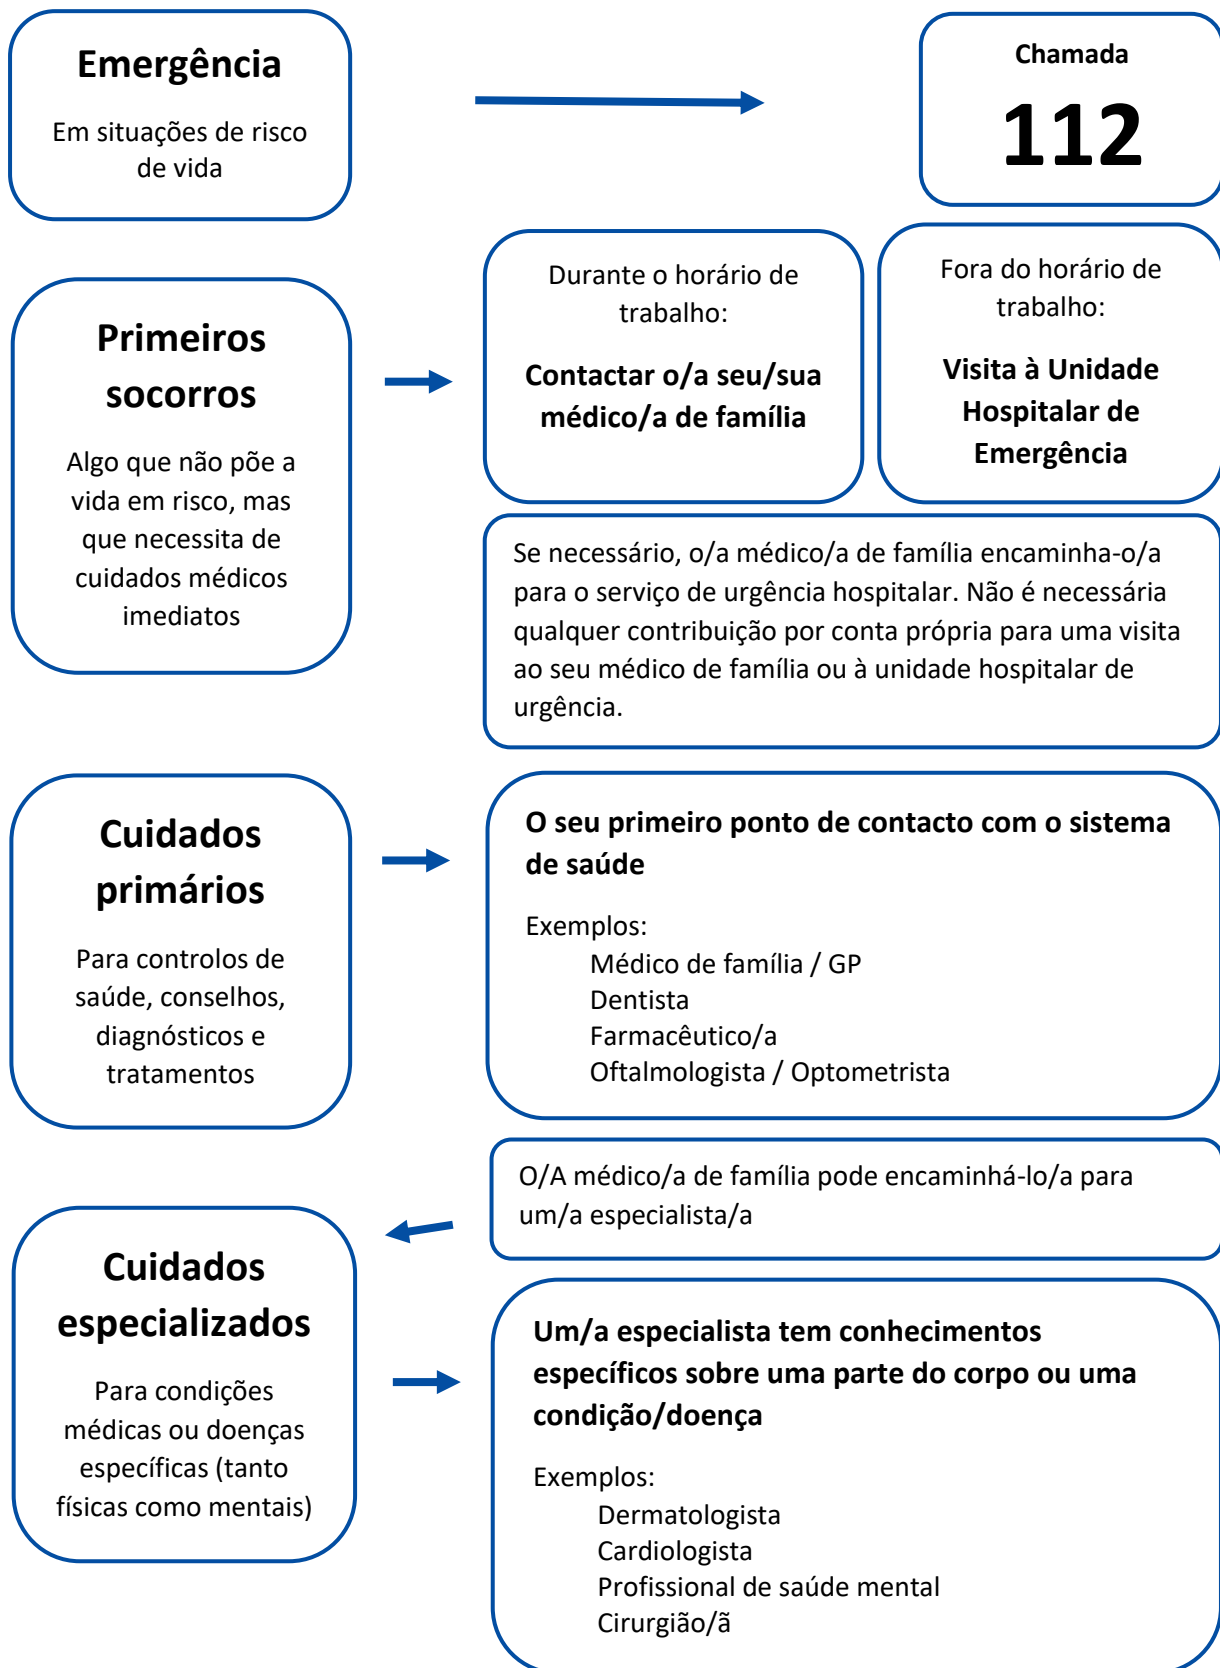 Emergência
Em situações de risco
de vida
Chamada
112
Primeiros
socorros
Algo que não põe a
vida em risco, mas
que necessita de
cuidados médicos
imediatos
Durante o horário de
trabalho:
Contactar o/a seu/sua
médico/a de família
Fora do horário de
trabalho:
Visita à Unidade
Hospitalar de
Emergência
Se necessário, o/a médico/a de família encaminha-o/a
para o serviço de urgência hospitalar. Não é necessária
qualquer contribuição por conta própria para uma visita
ao seu médico de família ou à unidade hospitalar de
urgência.
Cuidados
primários
Para controlos de
saúde, conselhos,
diagnósticos e
tratamentos
O seu primeiro ponto de contacto com o sistema
de saúde
Exemplos:
Médico de família / GP
Dentista
Farmacêutico/a
Oftalmologista / Optometrista
O/A médico/a de família pode encaminhá-lo/a para
um/a especialista/a
Cuidados
especializados
Para condições
médicas ou doenças
específicas (tanto
físicas como mentais)
Um/a especialista tem conhecimentos
específicos sobre uma parte do corpo ou uma
condição/doença
Exemplos:
Dermatologista
Cardiologista
Profissional de saúde mental
Cirurgião/ã